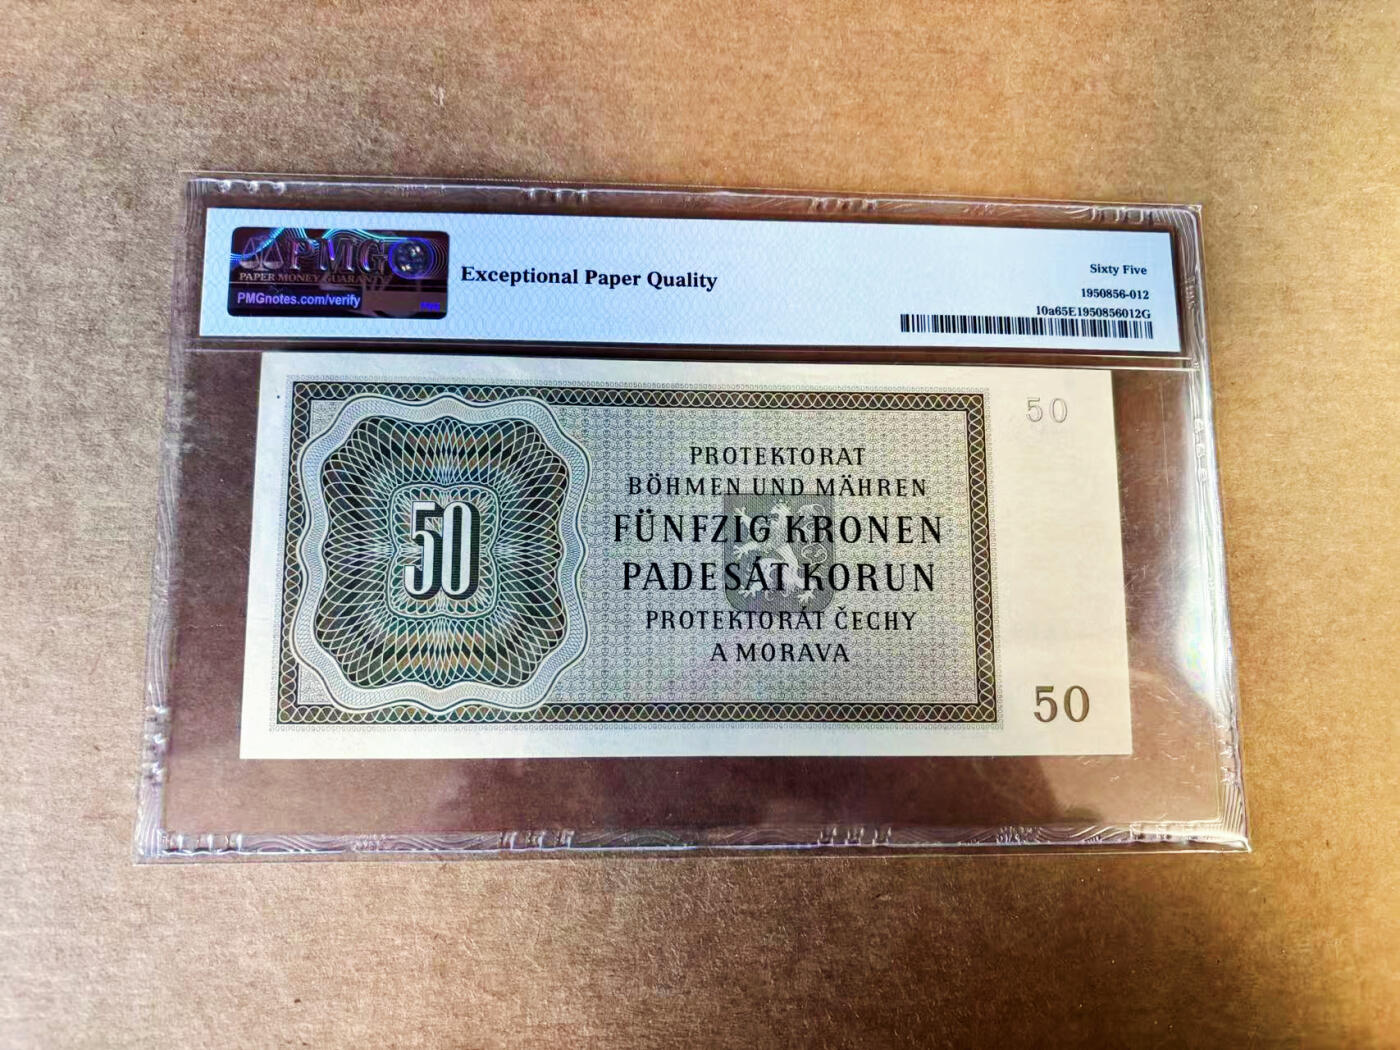 PMG
PAPER MONEY GUARANTY
PMGnotes.com/verify
Exceptional Paper Quality
Sixty Five
1950856-012
10a65E1950856012G
50
50
PROTEKTORAT
BÖHMEN UND MÄHREN
FÜNFZIG KRONEN
PADESÁT KORUN
PROTEKTORÁT ČECHY
A MORAVA
50